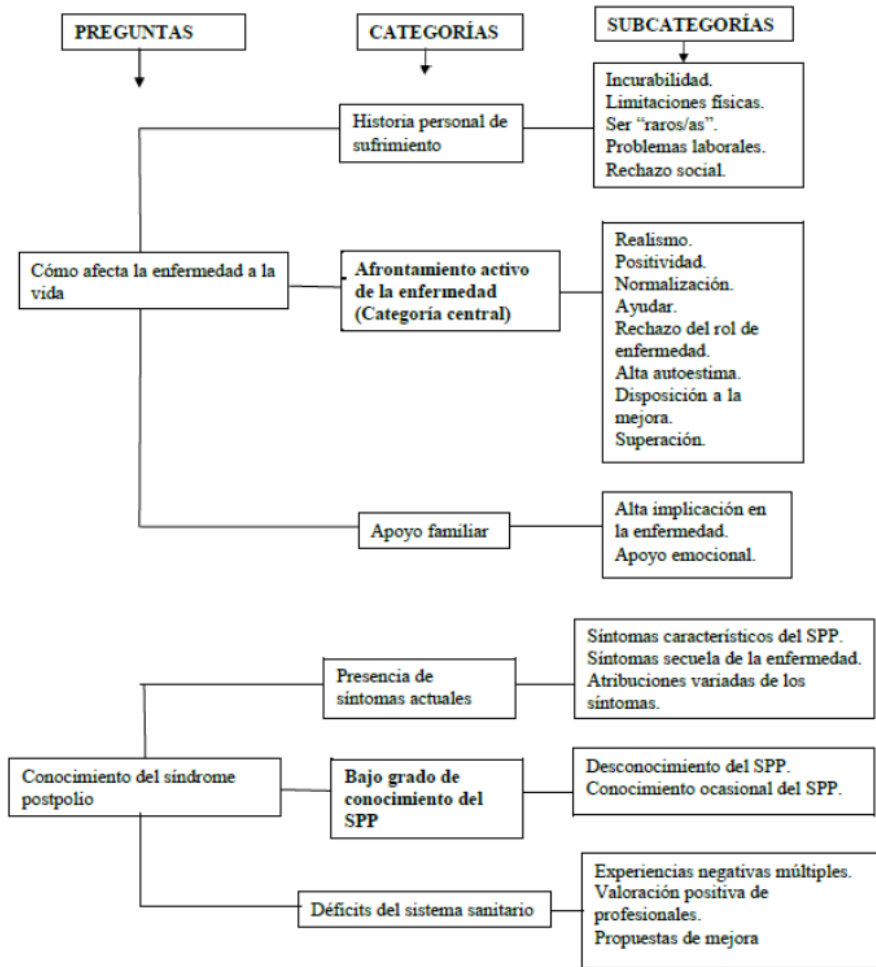 PREGUNTAS
CATEGORÍAS
SUBCATEGORÍAS
Historia personal de
sufrimiento
Incurabilidad.
Limitaciones físicas.
Ser “raros/as”.
Problemas laborales.
Rechazo social.
Cómo afecta la enfermedad a la
vida
Afrontamiento activo
de la enfermedad
(Categoría central)
Realismo.
Positividad.
Normalización.
Ayudar.
Rechazo del rol de
enfermedad.
Alta autoestima.
Disposición a la
mejora.
Superación.
Apoyo familiar
Alta implicación en
la enfermedad.
Apoyo emocional.
Presencia de
síntomas actuales
Síntomas característicos del SPP.
Síntomas secuela de la enfermedad.
Atribuciones variadas de los
síntomas.
Conocimiento del síndrome
postpolio
Bajo grado de
conocimiento del
SPP
Desconocimiento del SPP.
Conocimiento ocasional del SPP.
Déficits del sistema sanitario
Experiencias negativas múltiples.
Valoración positiva de
profesionales.
Propuestas de mejora